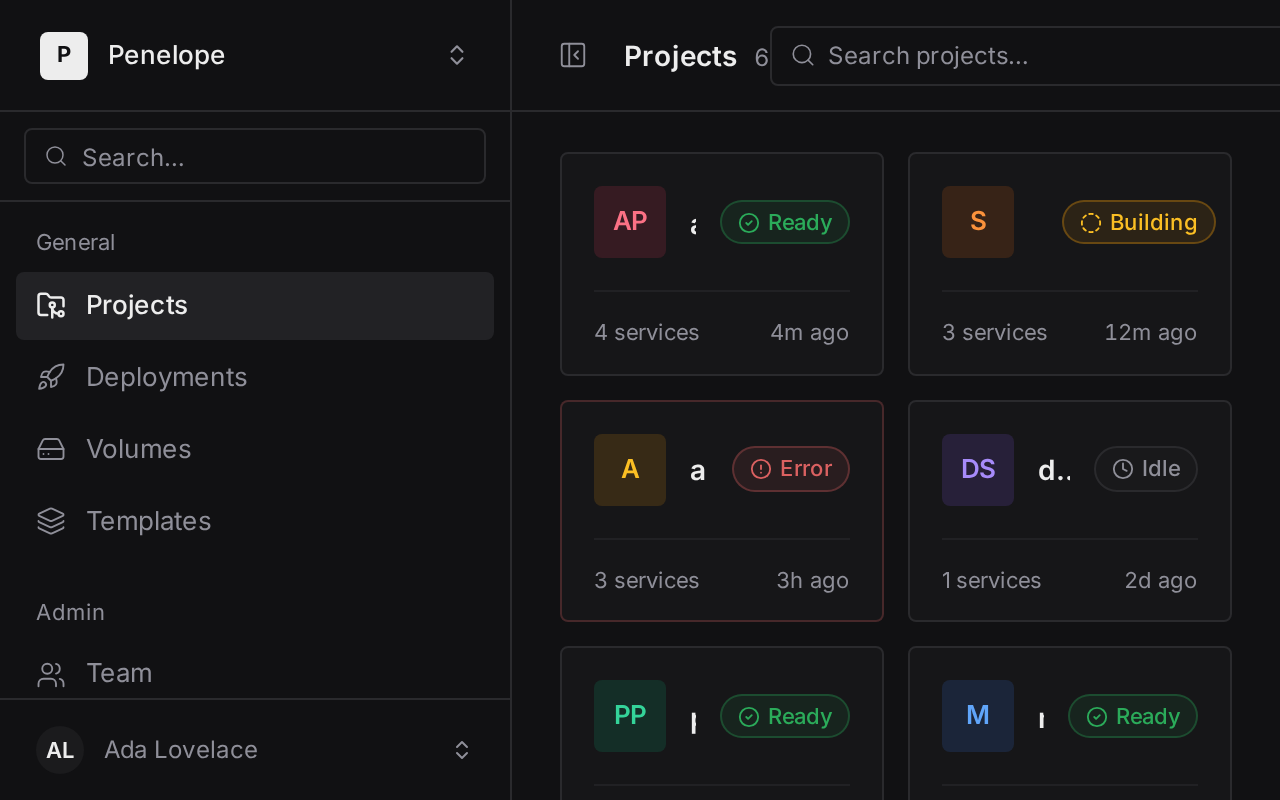 P Penelope
Projects 6
Search projects...
Search...
General
Projects
Deployments
Volumes
Templates
Admin
Team
AL Ada Lovelace
AP Ready
4 services 4m ago
S Building
3 services 12m ago
A a Error
3 services 3h ago
DS d.. Idle
1 services 2d ago
PP Ready
M Ready